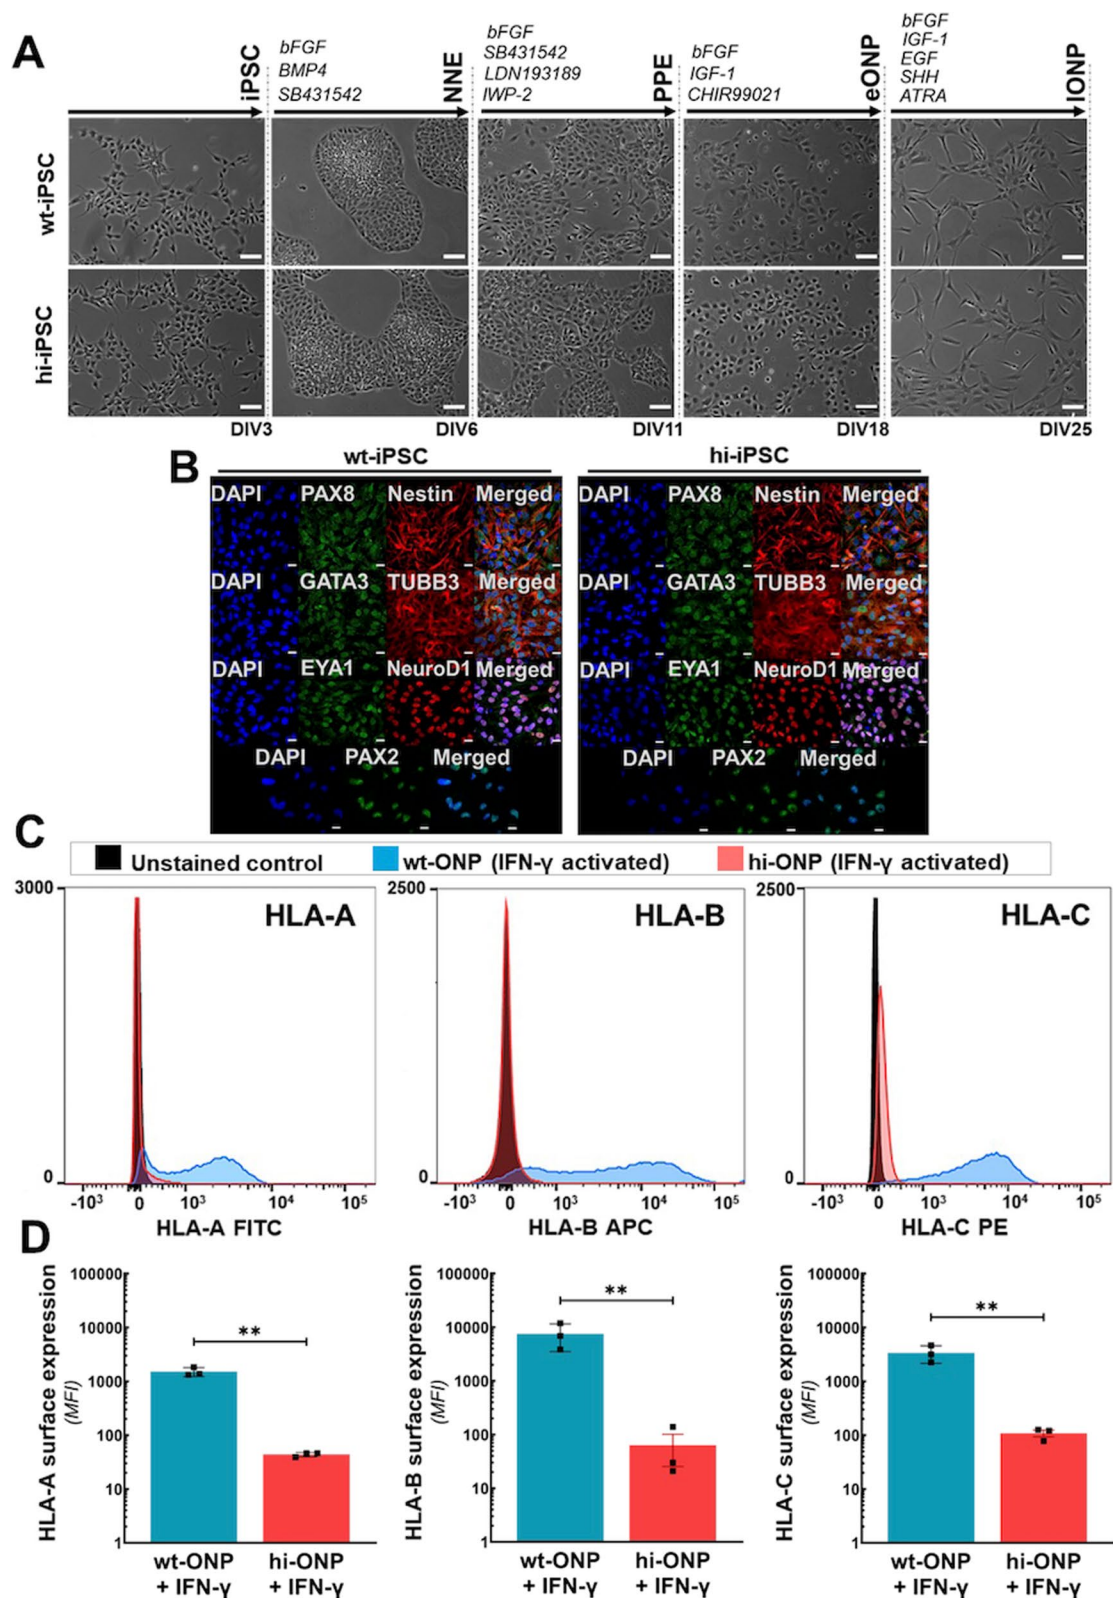 A
bFGF
BMP4
SB431542
bFGF
SB431542
LDN193189
IWP-2
bFGF
IGF-1
CHIR99021
bFGF
IGF-1
EGF
SHH
ATRA
iPSC
NNE
PPE
eONP
lONP
wt-iPSC
hi-iPSC
DIV3
DIV6
DIV11
DIV18
DIV25
B
wt-iPSC
hi-iPSC
DAPI PAX8 Nestin Merged
DAPI PAX8 Nestin Merged
DAPI GATA3 TUBB3 Merged
DAPI GATA3 TUBB3 Merged
DAPI EYA1 NeuroD1 Merged
DAPI EYA1 NeuroD1 Merged
DAPI PAX2 Merged
DAPI PAX2 Merged
C
Unstained control
wt-ONP (IFN-γ activated)
hi-ONP (IFN-γ activated)
3000
HLA-A
0
-10³ 0 10³ 10⁴ 10⁵
HLA-A FITC
2500
HLA-B
0
-10³ 0 10³ 10⁴ 10⁵
HLA-B APC
2500
HLA-C
0
-10³ 0 10³ 10⁴ 10⁵
HLA-C PE
D
HLA-A surface expression
(MFI)
100000
10000
1000
100
10
1
**
wt-ONP
+ IFN-γ
hi-ONP
+ IFN-γ
HLA-B surface expression
(MFI)
100000
10000
1000
100
10
1
**
wt-ONP
+ IFN-γ
hi-ONP
+ IFN-γ
HLA-C surface expression
(MFI)
100000
10000
1000
100
10
1
**
wt-ONP
+ IFN-γ
hi-ONP
+ IFN-γ